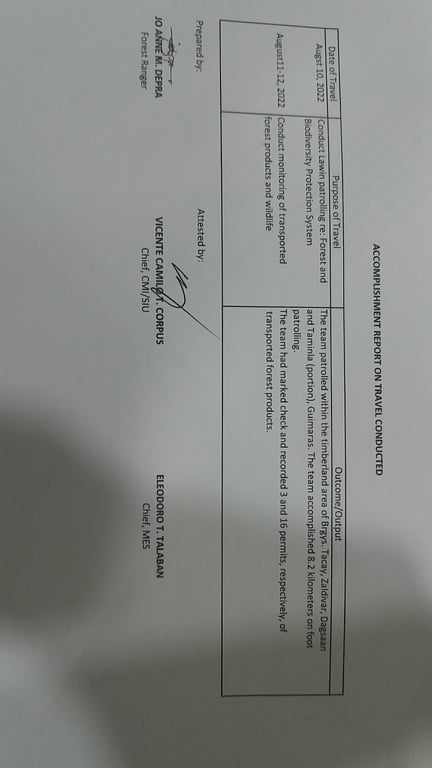 ACCOMPLISHMENT REPORT ON TRAVEL CONDUCTED
Date of Travel
Purpose of Travel
Outcome/Output
Augst 10, 2022
Conduct Lawin patrolling re: Forest and
Biodiversity Protection System
The team patrolled within the timberland area of Brgys. Tacay, Zaldivar, Dagsaan
and Taminla (portion), Guimaras. The team accomplished 8.2 kilometers on foot
patrolling.
August11-12, 2022
Conduct monitoring of transported
forest products and wildlife
The team had marked check and recorded 3 and 16 permits, respectively, of
transported forest products.
Prepared by:
Attested by:
JO ANNE M. DEPRA
Forest Ranger
VICENTE CAMILO T. CORPUS
Chief, CMI/SIU
ELEODORO T. TALABAN
Chief, MES